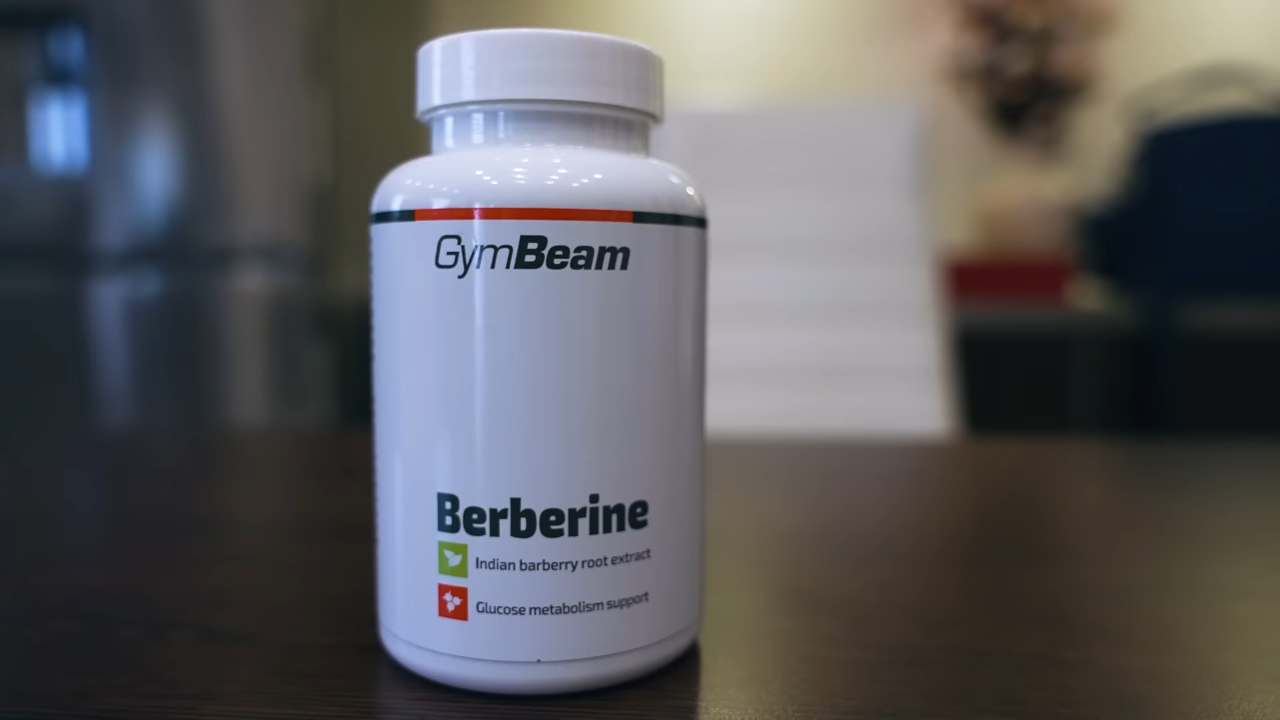 GymBeam
Berberine
Indian barberry root extract
Glucose metabolism support